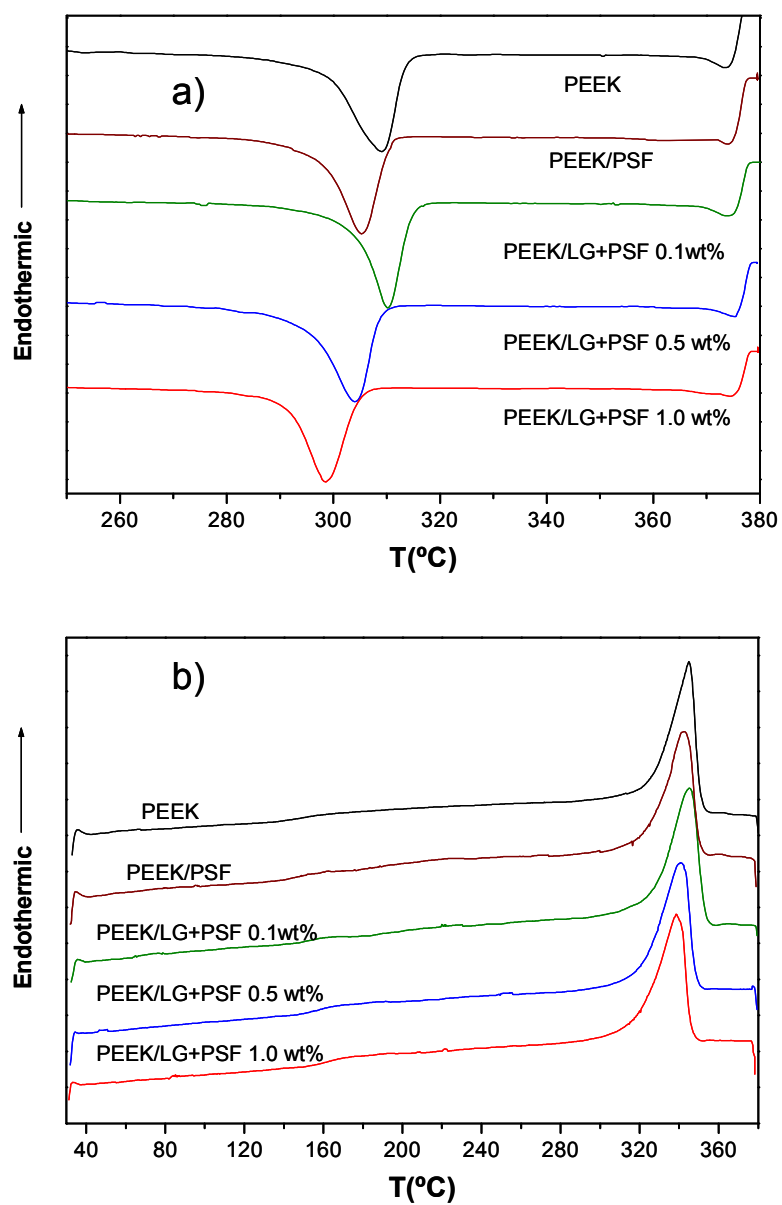 a)
PEEK
PEEK/PSF
PEEK/LG+PSF 0.1wt%
PEEK/LG+PSF 0.5 wt%
PEEK/LG+PSF 1.0 wt%
Endothermic
260 280 300 320 340 360 380
T(ºC)
b)
PEEK
PEEK/PSF
PEEK/LG+PSF 0.1wt%
PEEK/LG+PSF 0.5 wt%
PEEK/LG+PSF 1.0 wt%
Endothermic
40 80 120 160 200 240 280 320 360
T(ºC)